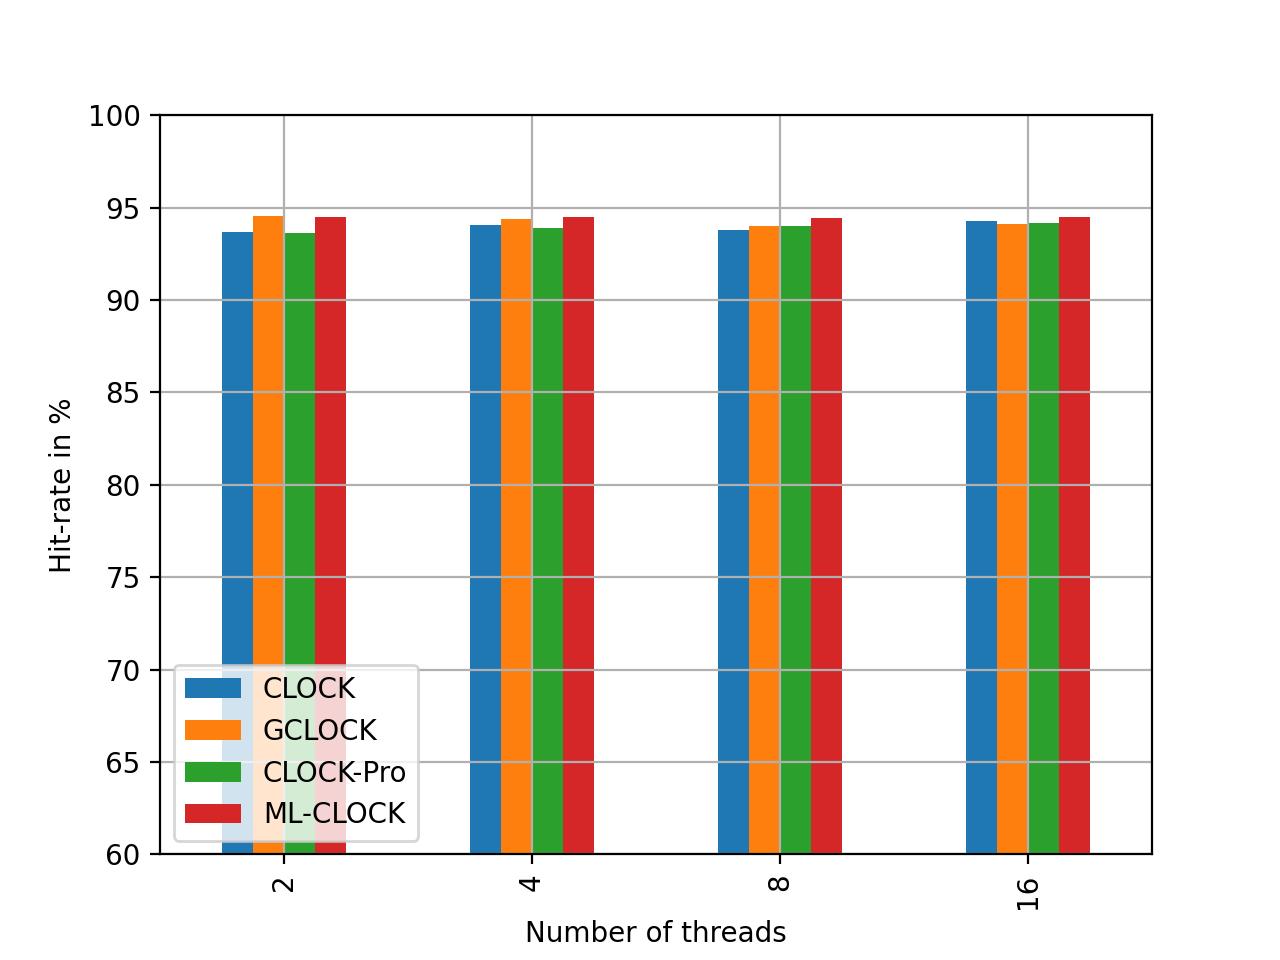 100
95
90
85
80
75
70
65
60
Hit-rate in %
CLOCK
GCLOCK
CLOCK-Pro
ML-CLOCK
2
4
8
16
Number of threads